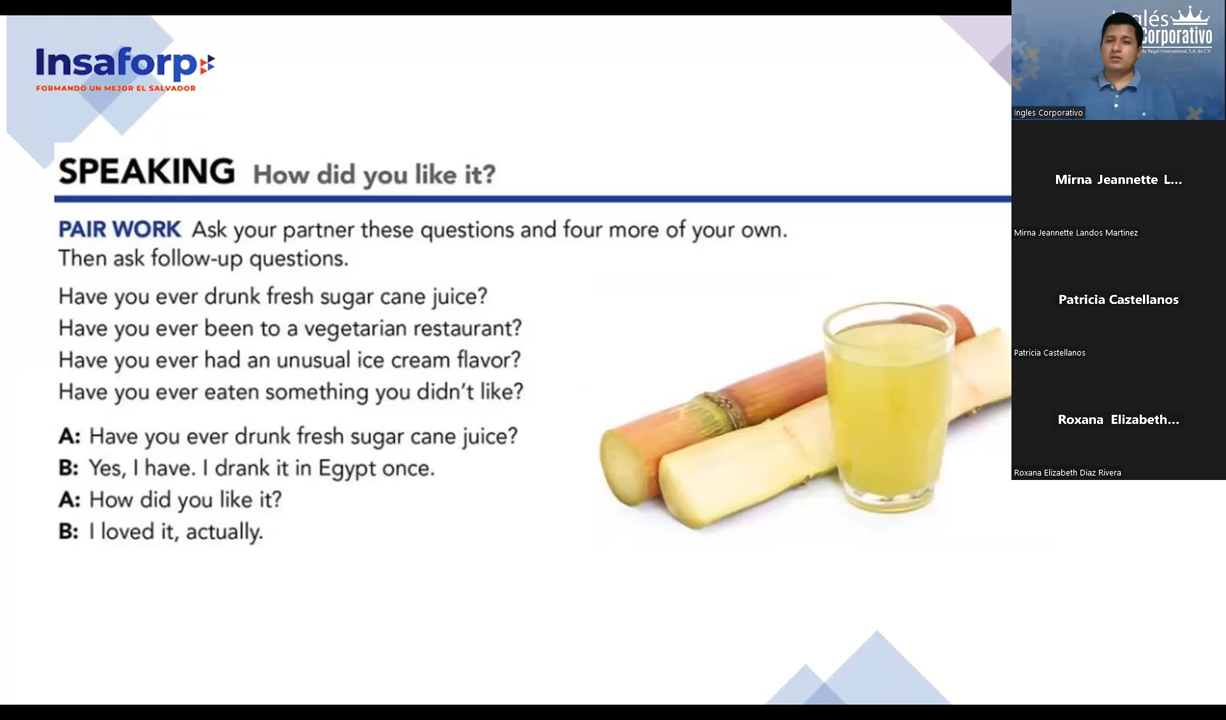 Insaforp
FORMANDO UN MEJOR EL SALVADOR
SPEAKING How did you like it?
PAIR WORK Ask your partner these questions and four more of your own.
Then ask follow-up questions.
Have you ever drunk fresh sugar cane juice?
Have you ever been to a vegetarian restaurant?
Have you ever had an unusual ice cream flavor?
Have you ever eaten something you didn't like?
A: Have you ever drunk fresh sugar cane juice?
B: Yes, I have. I drank it in Egypt once.
A: How did you like it?
B: I loved it, actually.
Ingles Corporativo
Mirna Jeannette L...
Mirna Jeannette Landos Martinez
Patricia Castellanos
Patricia Castellanos
Roxana Elizabeth...
Roxana Elizabeth Diaz Rivera